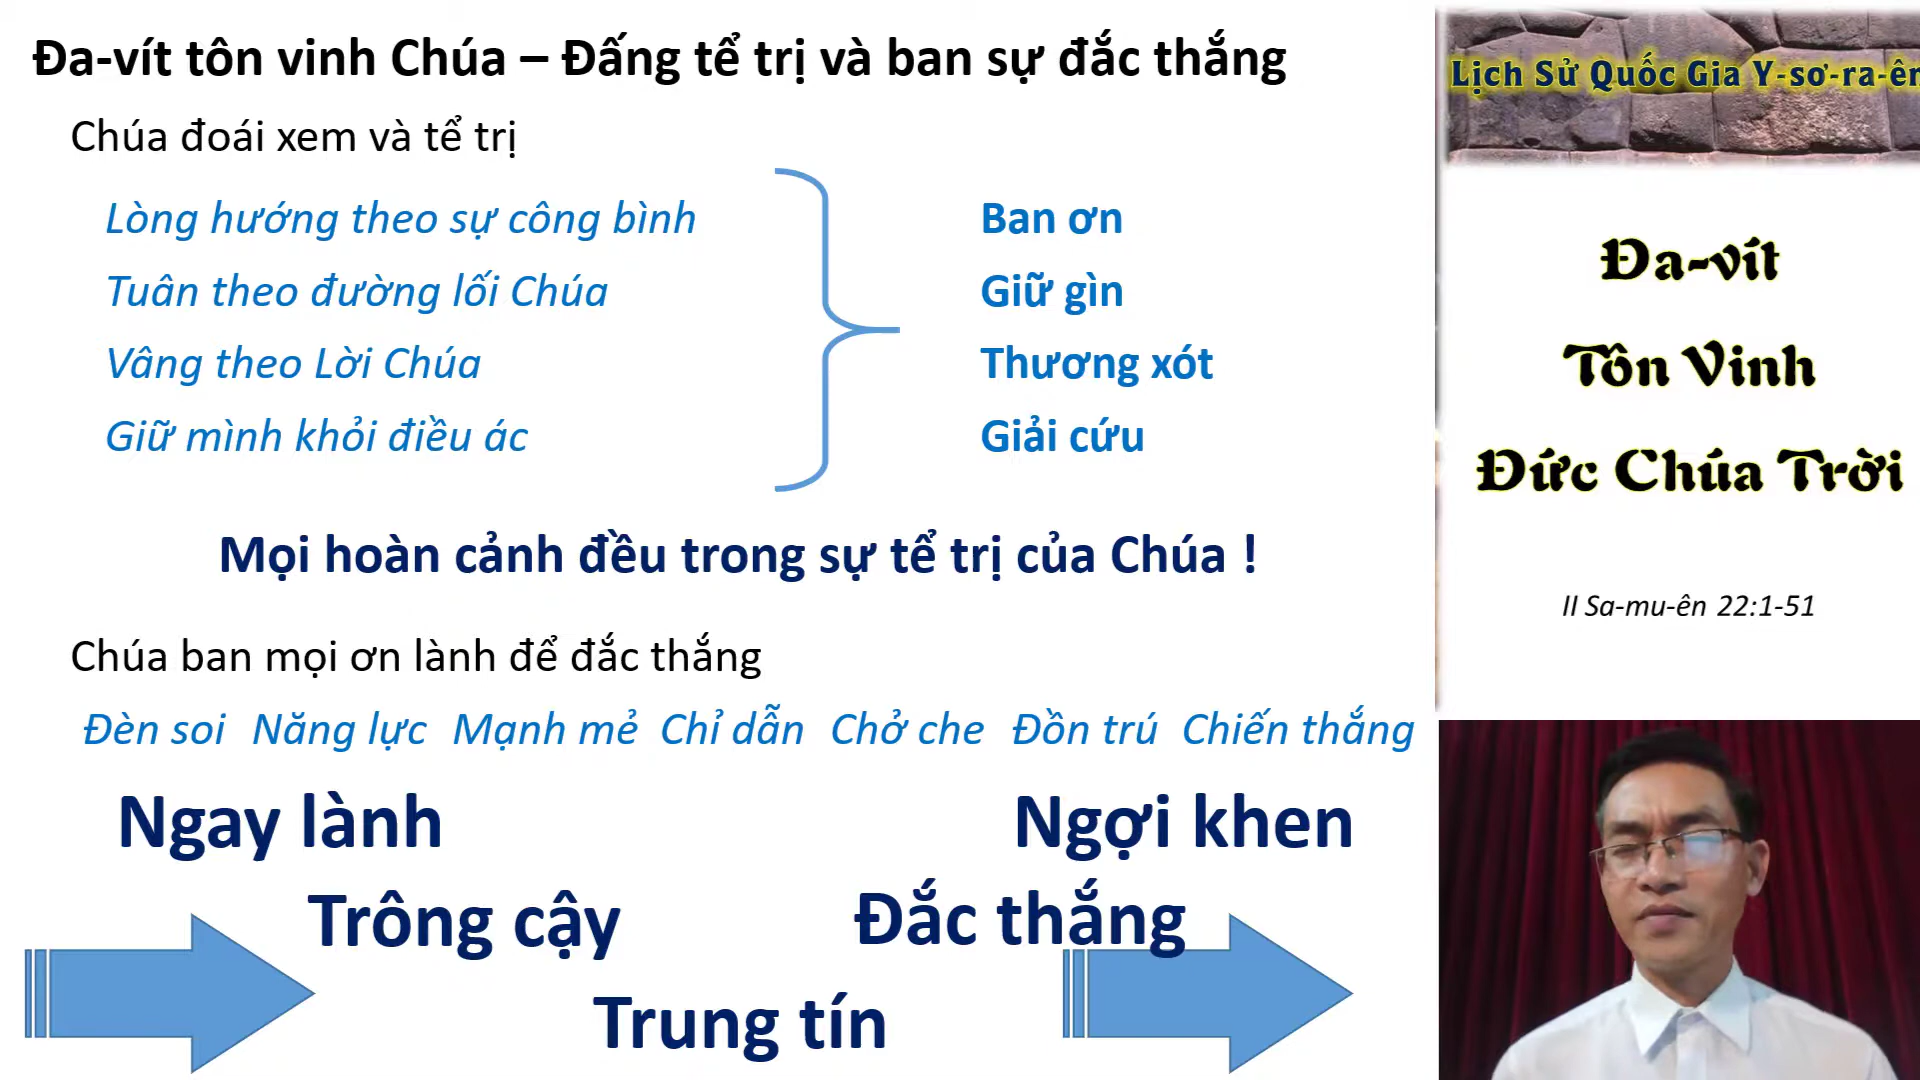 Đa-vít tôn vinh Chúa – Đấng tể trị và ban sự đắc thắng
Chúa đoái xem và tể trị
Lòng hướng theo sự công bình
Tuân theo đường lối Chúa
Vâng theo Lời Chúa
Giữ mình khỏi điều ác
Ban ơn
Giữ gìn
Thương xót
Giải cứu
Mọi hoàn cảnh đều trong sự tể trị của Chúa !
Chúa ban mọi ơn lành để đắc thắng
Đèn soi Năng lực Mạnh mẻ Chỉ dẫn Chở che Đồn trú Chiến thắng
Ngay lành
Trông cậy
Trung tín
Đắc thắng
Ngợi khen
Lịch Sử Quốc Gia Y-sơ-ra-ên
Đa-vít
Tôn Vinh
Đức Chúa Trời
II Sa-mu-ên 22:1-51